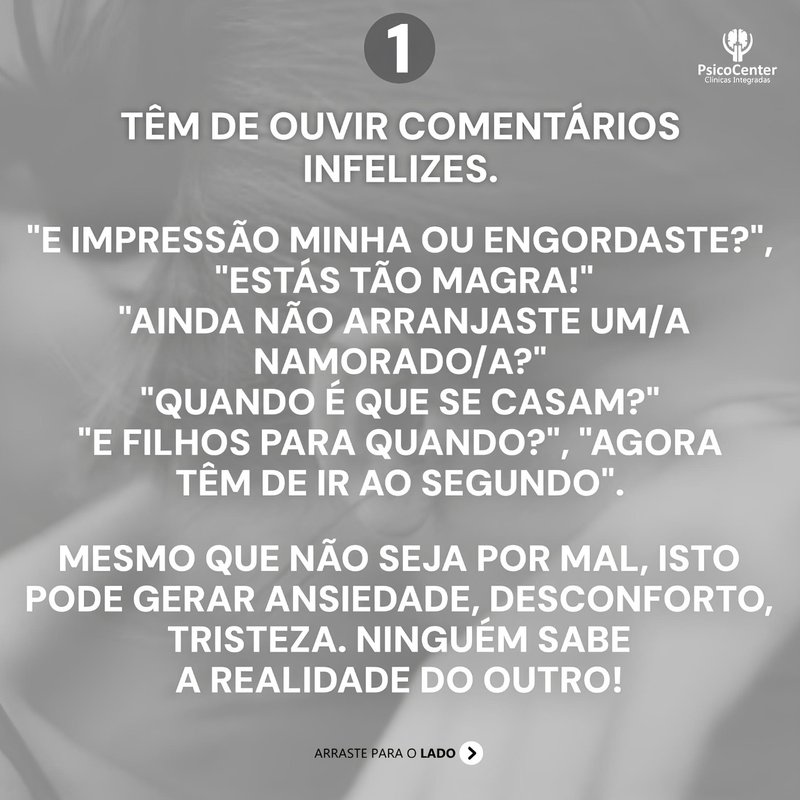 1
PsicoCenter
Clínicas Integradas
TÊM DE OUVIR COMENTÁRIOS
INFELIZES.
"E IMPRESSÃO MINHA OU ENGORDASTE?",
"ESTÁS TÃO MAGRA!"
"AINDA NÃO ARRANJASTE UM/A
NAMORADO/A?"
"QUANDO É QUE SE CASAM?"
"E FILHOS PARA QUANDO?", "AGORA
TÊM DE IR AO SEGUNDO".
MESMO QUE NÃO SEJA POR MAL, ISTO
PODE GERAR ANSIEDADE, DESCONFORTO,
TRISTEZA. NINGUÉM SABE
A REALIDADE DO OUTRO!
ARRASTE PARA O LADO